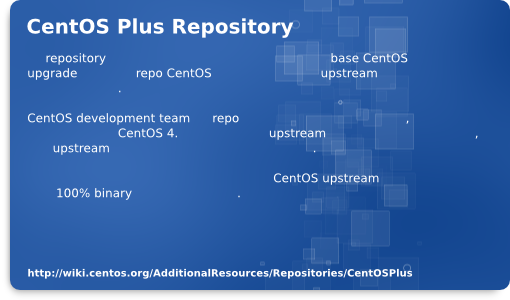 CentOS Plus Repository
repository base CentOS
upgrade repo CentOS upstream
.
CentOS development team repo ,
CentOS 4. upstream ,
upstream .
CentOS upstream
100% binary .
http://wiki.centos.org/AdditionalResources/Repositories/CentOSPlus